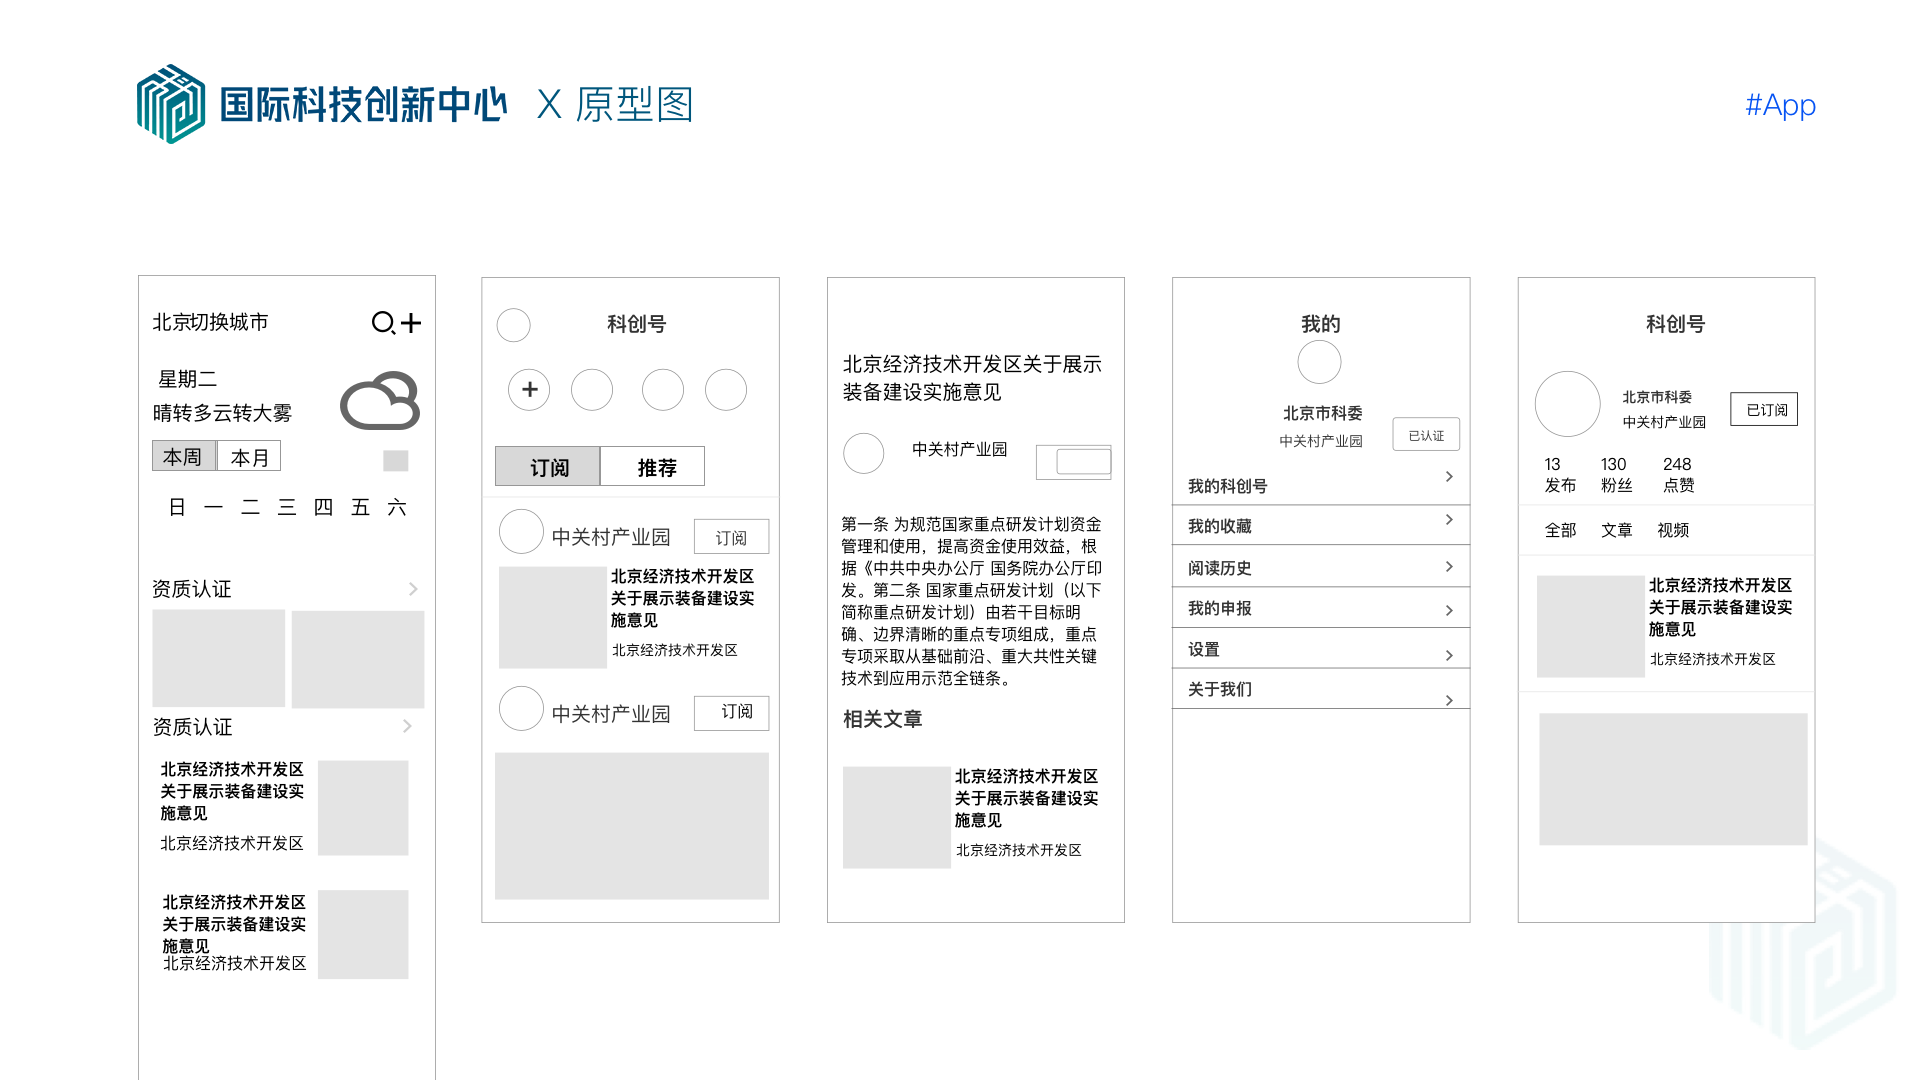 国际科技创新中心 X 原型图
#App
北京切换城市
星期二
晴转多云转大雾
本周 本月
日 一 二 三 四 五 六
资质认证
资质认证
北京经济技术开发区
关于展示装备建设实
施意见
北京经济技术开发区
北京经济技术开发区
关于展示装备建设实
施意见
北京经济技术开发区
科创号
订阅 推荐
中关村产业园 订阅
北京经济技术开发区
关于展示装备建设实
施意见
北京经济技术开发区
中关村产业园 订阅
北京经济技术开发区关于展示
装备建设实施意见
中关村产业园
第一条 为规范国家重点研发计划资金
管理和使用，提高资金使用效益，根
据《中共中央办公厅 国务院办公厅印
发。第二条 国家重点研发计划（以下
简称重点研发计划）由若干目标明
确、边界清晰的重点专项组成，重点
专项采取从基础前沿、重大共性关键
技术到应用示范全链条。
相关文章
北京经济技术开发区
关于展示装备建设实
施意见
北京经济技术开发区
我的
北京市科委
中关村产业园 已认证
我的科创号
我的收藏
阅读历史
我的申报
设置
关于我们
科创号
北京市科委
中关村产业园 已订阅
13 130 248
发布 粉丝 点赞
全部 文章 视频
北京经济技术开发区
关于展示装备建设实
施意见
北京经济技术开发区